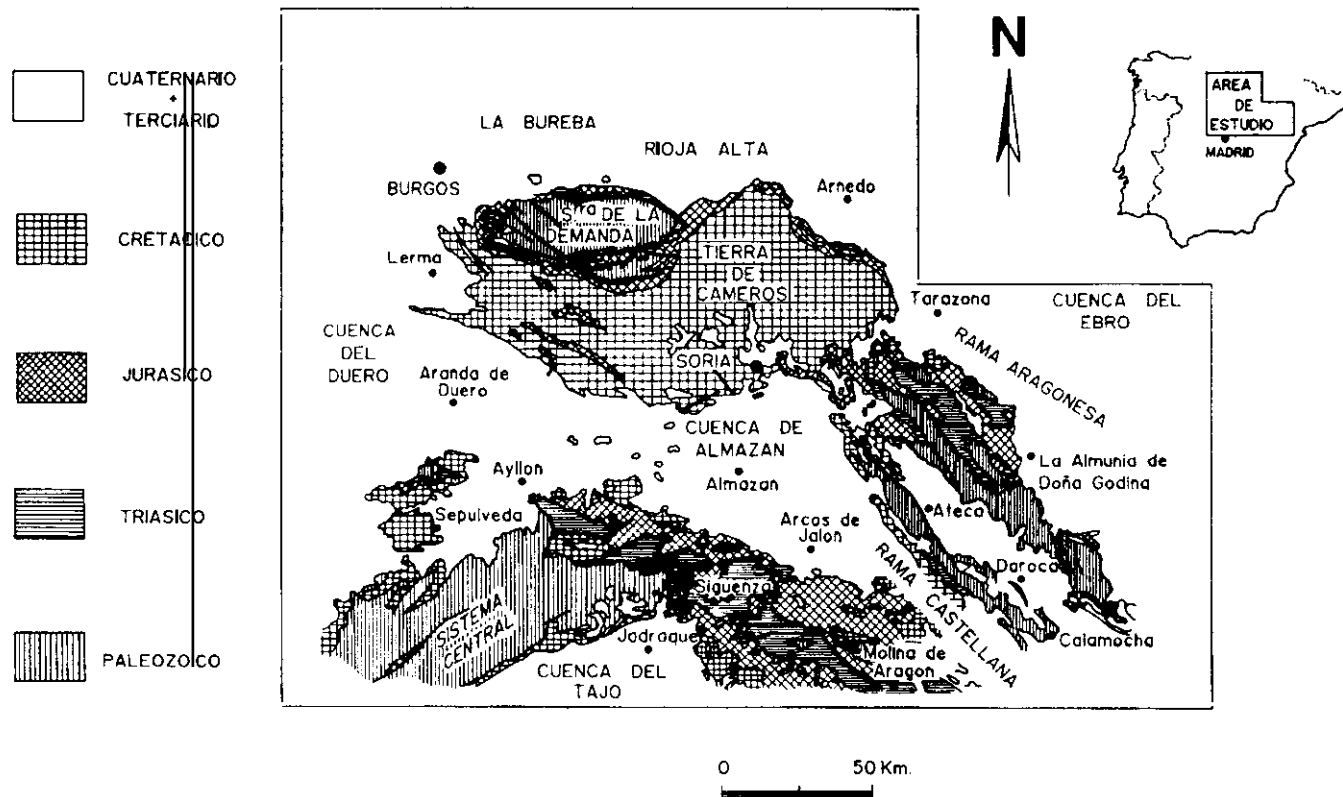 CUATERNARIO
+
TERCIARIO
CRETACICO
JURASICO
TRIASICO
PALEOZOICO
N
AREA
DE
ESTUDIO
MADRID
LA BUREBA
RIOJA ALTA
BURGOS
Arnedo
Sʳᵃ DE LA
DEMANDA
Lerma
TIERRA
DE
CAMEROS
Tarazona
CUENCA DEL
EBRO
CUENCA
DEL
DUERO
SORIA
RAMA ARAGONESA
Aranda de
Duero
CUENCA DE
ALMAZAN
Almazan
La Almunia de
Doña Godina
Ayllon
Sepulveda
Ateca
Arcos de
Jalon
RAMA CASTELLANA
Daroca
Siguenza
SISTEMA
CENTRAL
Jadraque
Calamocha
Molina de
Aragon
CUENCA DEL
TAJO
0 50 Km.